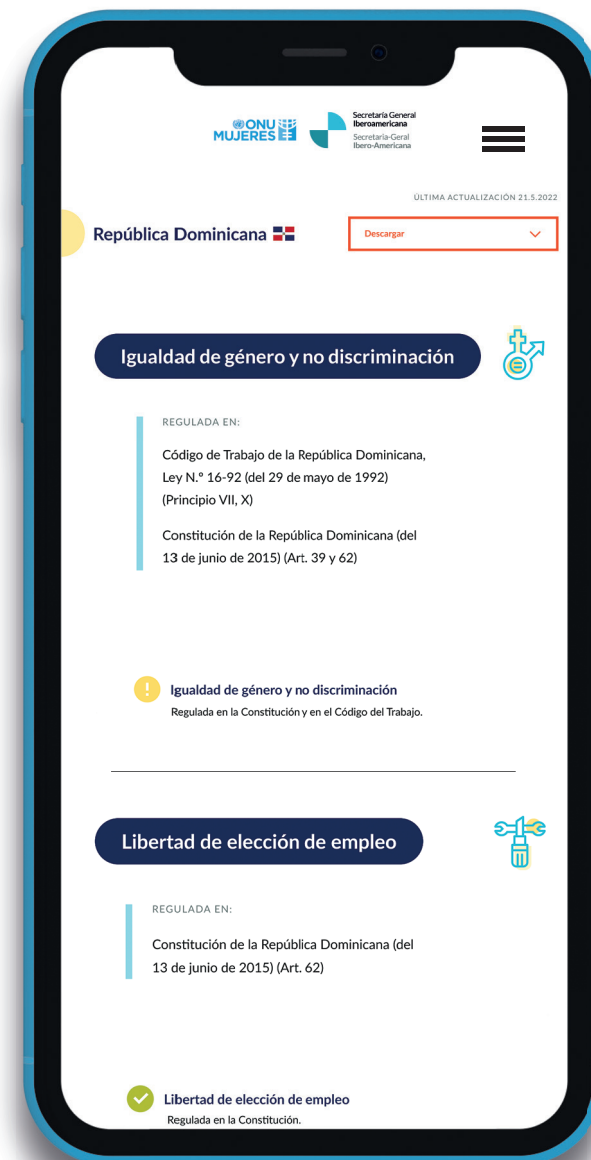 ONU
MUJERES
Secretaría General
Iberoamericana
Secretaria-Geral
Ibero-Americana
ÚLTIMA ACTUALIZACIÓN 21.5.2022
República Dominicana
Descargar
Igualdad de género y no discriminación
REGULADA EN:
Código de Trabajo de la República Dominicana,
Ley N.º 16-92 (del 29 de mayo de 1992)
(Principio VII, X)
Constitución de la República Dominicana (del
13 de junio de 2015) (Art. 39 y 62)
Igualdad de género y no discriminación
Regulada en la Constitución y en el Código del Trabajo.
Libertad de elección de empleo
REGULADA EN:
Constitución de la República Dominicana (del
13 de junio de 2015) (Art. 62)
Libertad de elección de empleo
Regulada en la Constitución.